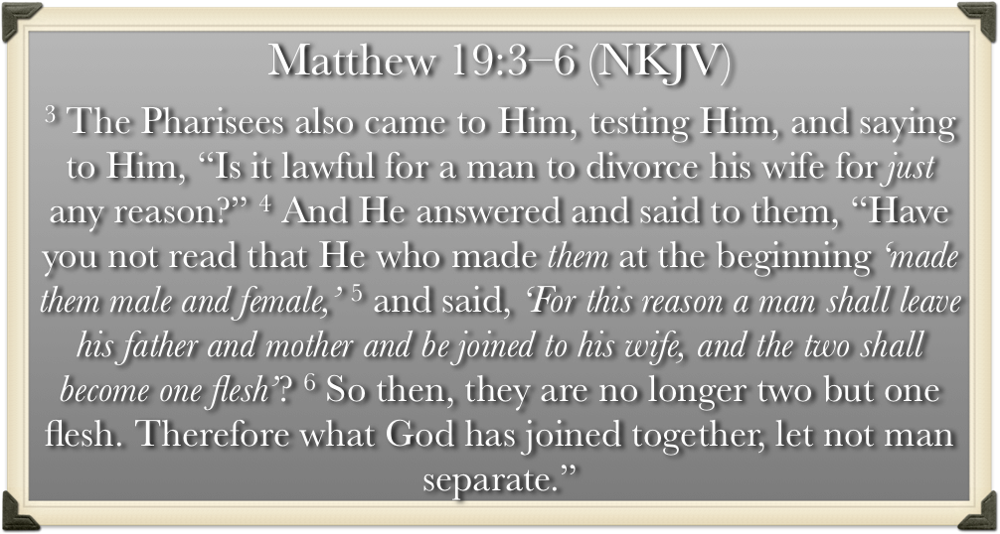 Matthew 19:3–6 (NKJV)
³ The Pharisees also came to Him, testing Him, and saying
to Him, “Is it lawful for a man to divorce his wife for just
any reason?” ⁴ And He answered and said to them, “Have
you not read that He who made them at the beginning ‘made
them male and female,’ ⁵ and said, ‘For this reason a man shall leave
his father and mother and be joined to his wife, and the two shall
become one flesh’? ⁶ So then, they are no longer two but one
flesh. Therefore what God has joined together, let not man
separate.”